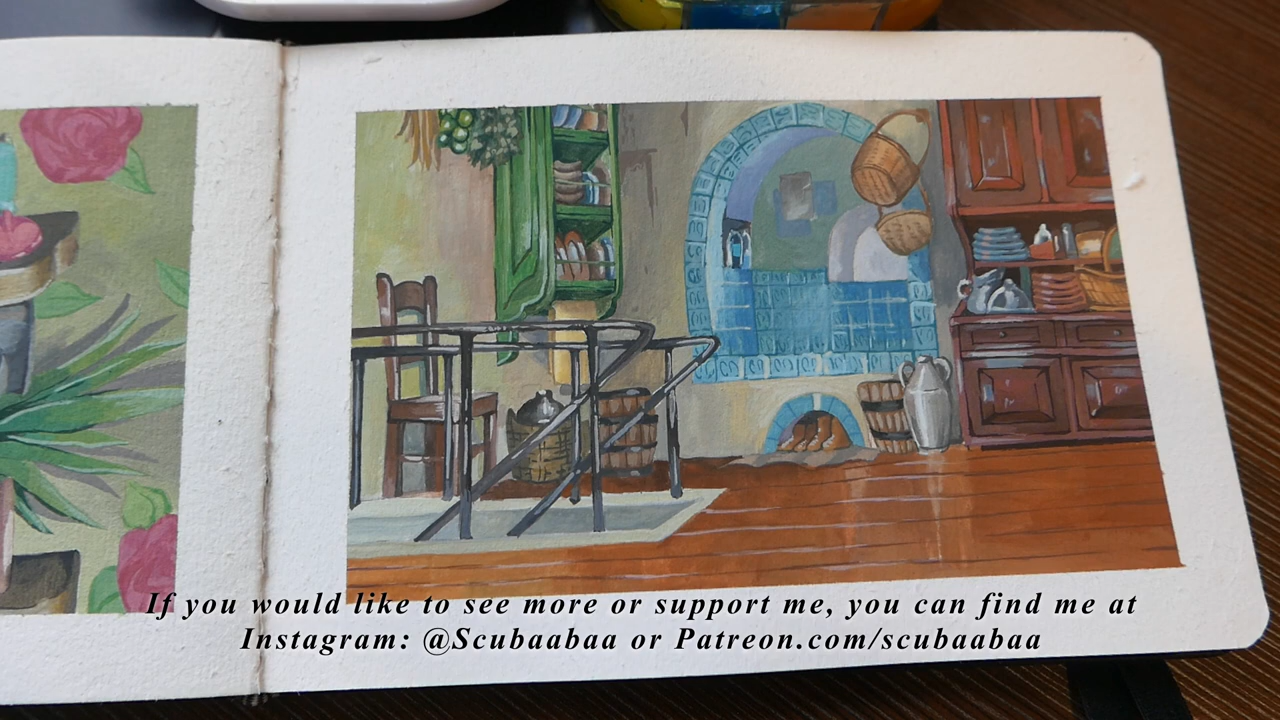 If you would like to see more or support me, you can find me at
Instagram: @Scubaabaa or Patreon.com/scubaabaa